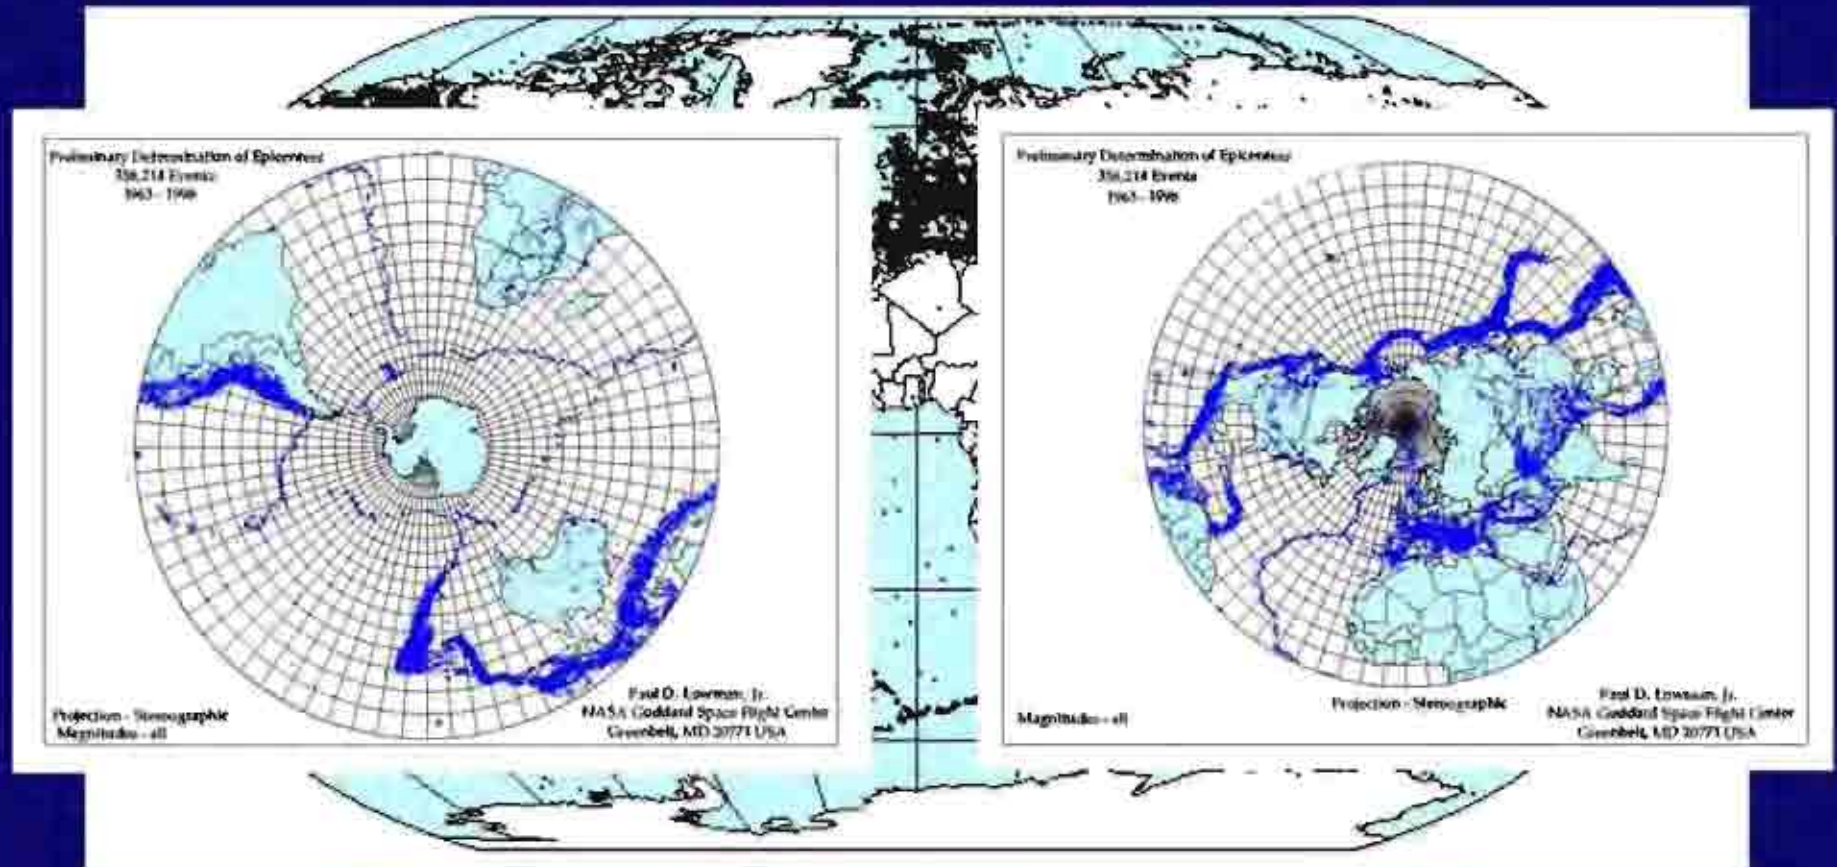 Preliminary Determination of Epicenters
358,214 Events
1963 - 1998
Projection - Stereographic
Magnitudes - all
Paul D. Lowman, Jr.
NASA Goddard Space Flight Center
Greenbelt, MD 20771 USA
Preliminary Determination of Epicenters
358,214 Events
1963 - 1998
Magnitudes - all
Projection - Stereographic
Paul D. Lowman, Jr.
NASA Goddard Space Flight Center
Greenbelt, MD 20771 USA